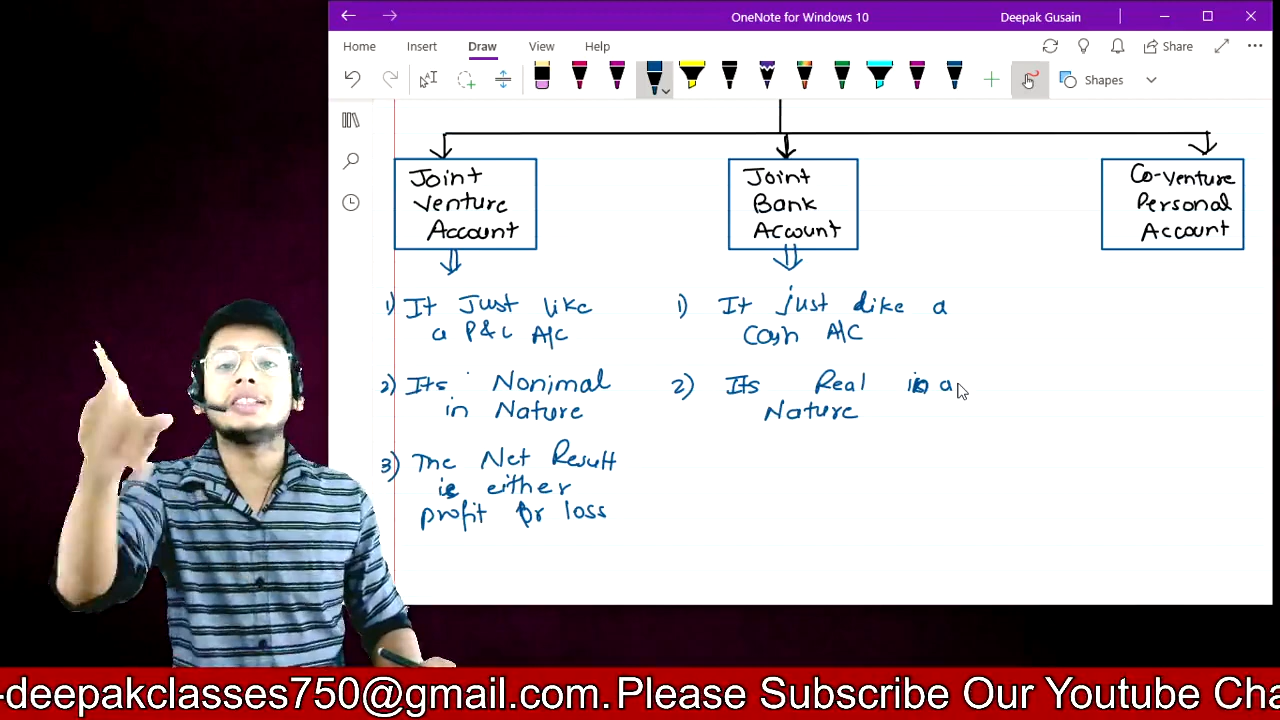 OneNote for Windows 10
Deepak Gusain
Home Insert Draw View Help
Share
Shapes
Joint
Venture
Account
Joint
Bank
Account
Co-venture
Personal
Account
1) It Just like
a P&L A/C
2) Its Nonimal
in Nature
3) The Net Result
is either
profit Or loss
1) It just like a
Cash A/C
2) Its Real in a
Nature
-deepakclasses750@gmail.com. Please Subscribe Our Youtube Cha